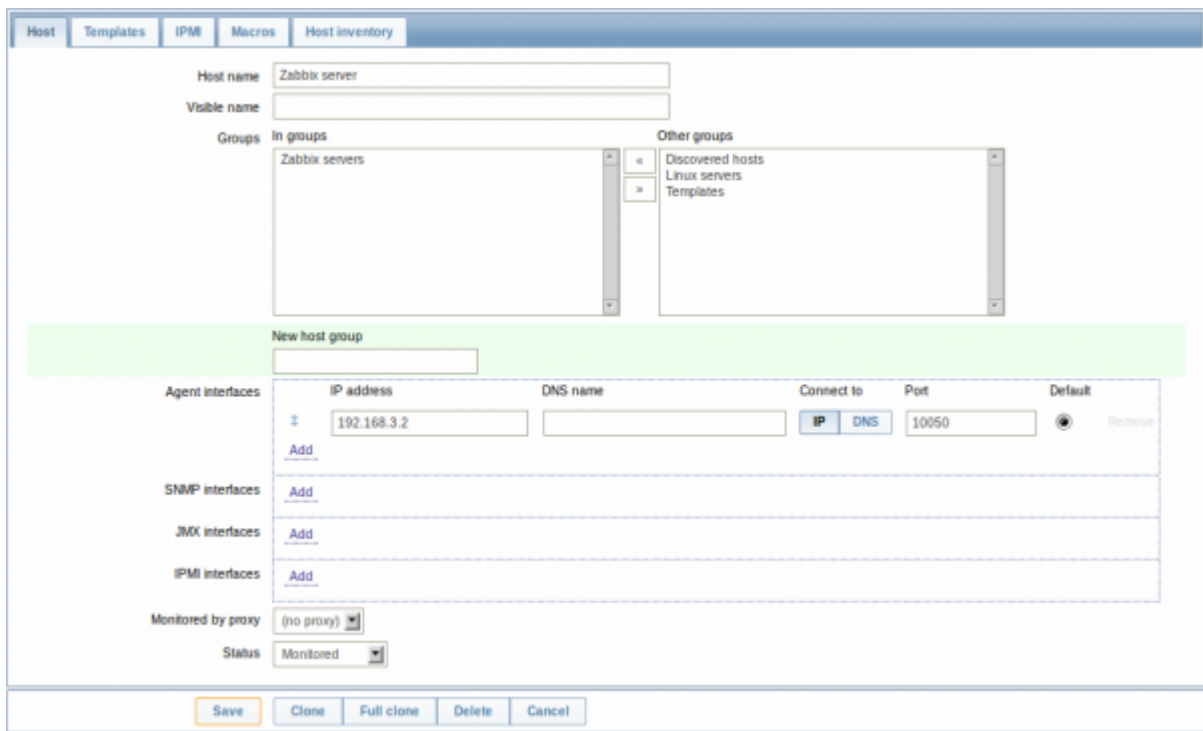 Host Templates IPMI Macros Host inventory
Host name Zabbix server
Visible name
Groups In groups Other groups
Zabbix servers « Discovered hosts
Linux servers
» Templates
New host group
Agent interfaces IP address DNS name Connect to Port Default
192.168.3.2 IP DNS 10050 Remove
Add
SNMP interfaces Add
JMX interfaces Add
IPMI interfaces Add
Monitored by proxy (no proxy)
Status Monitored
Save Clone Full clone Delete Cancel